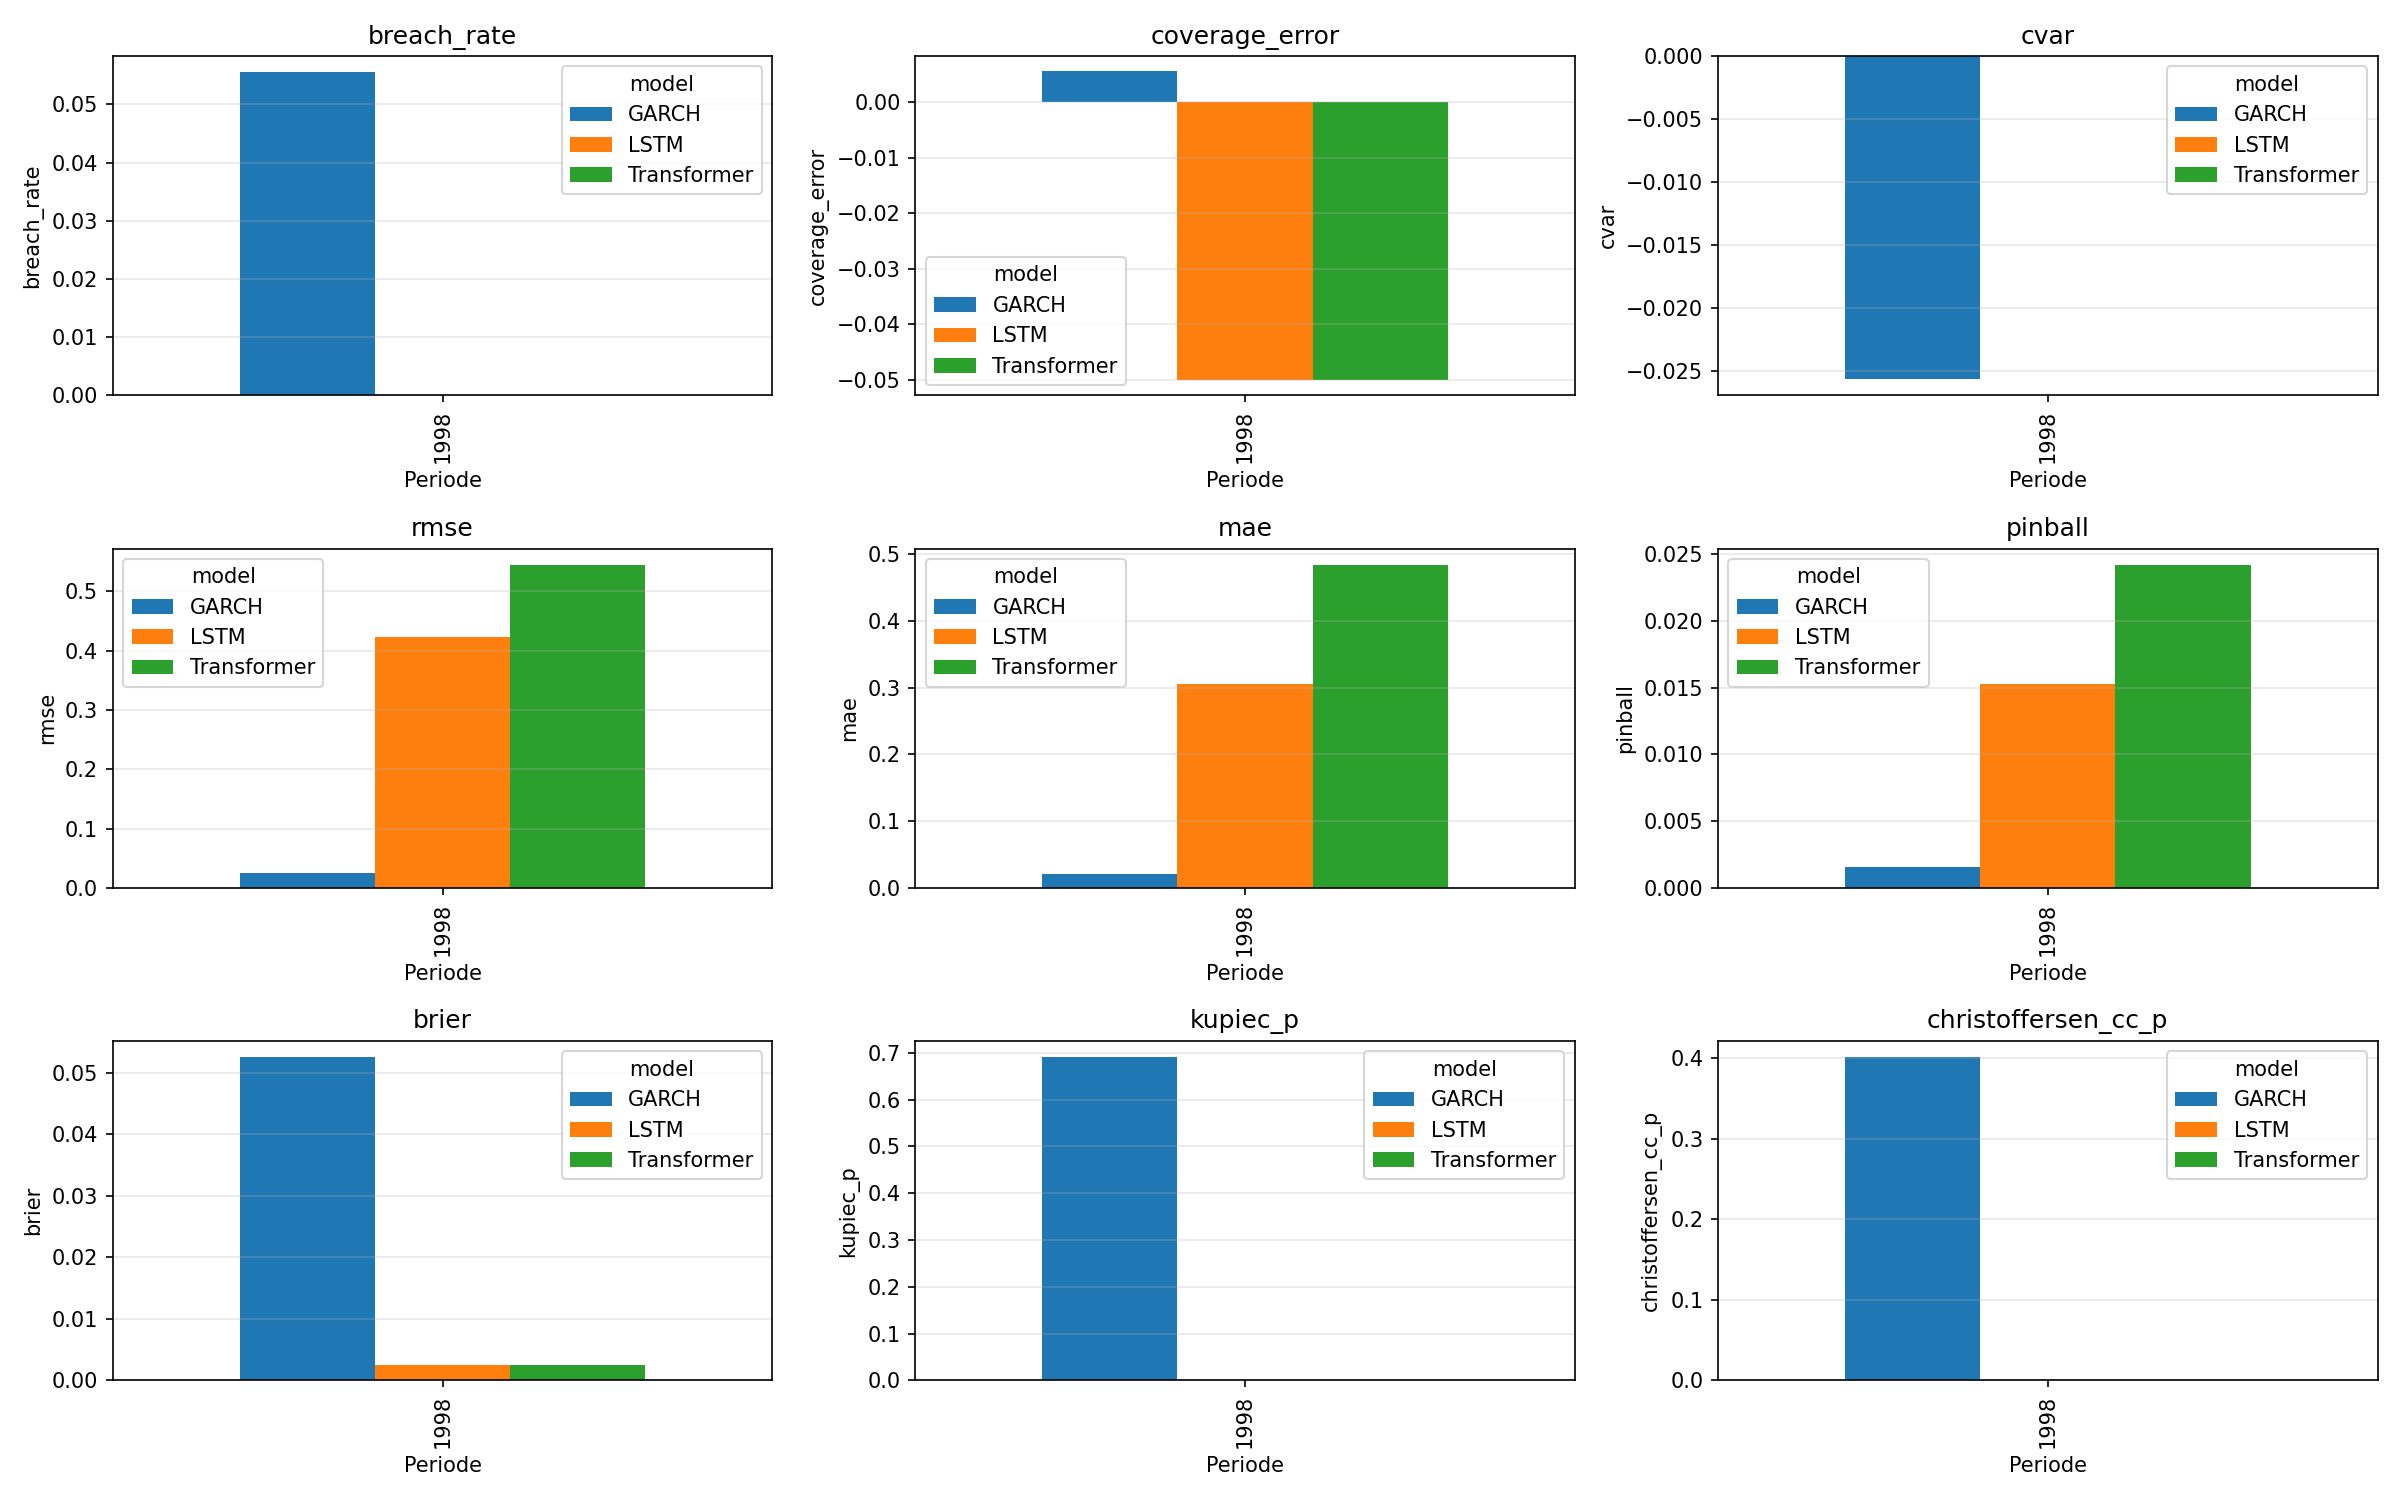 breach_rate
breach_rate
0.05
0.04
0.03
0.02
0.01
0.00
model
GARCH
LSTM
Transformer
1998
Periode
coverage_error
coverage_error
0.00
−0.01
−0.02
−0.03
−0.04
−0.05
model
GARCH
LSTM
Transformer
1998
Periode
cvar
cvar
0.000
−0.005
−0.010
−0.015
−0.020
−0.025
model
GARCH
LSTM
Transformer
1998
Periode
rmse
rmse
0.5
0.4
0.3
0.2
0.1
0.0
model
GARCH
LSTM
Transformer
1998
Periode
mae
mae
0.5
0.4
0.3
0.2
0.1
0.0
model
GARCH
LSTM
Transformer
1998
Periode
pinball
pinball
0.025
0.020
0.015
0.010
0.005
0.000
model
GARCH
LSTM
Transformer
1998
Periode
brier
brier
0.05
0.04
0.03
0.02
0.01
0.00
model
GARCH
LSTM
Transformer
1998
Periode
kupiec_p
kupiec_p
0.7
0.6
0.5
0.4
0.3
0.2
0.1
0.0
model
GARCH
LSTM
Transformer
1998
Periode
christoffersen_cc_p
christoffersen_cc_p
0.4
0.3
0.2
0.1
0.0
model
GARCH
LSTM
Transformer
1998
Periode